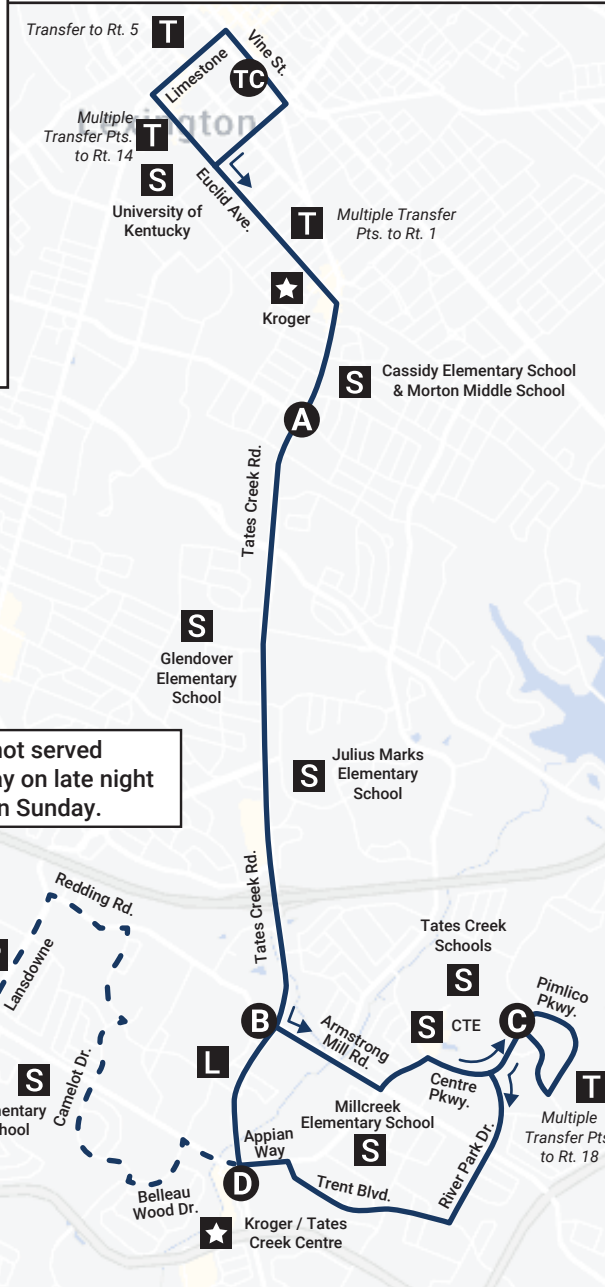 Transfer to Rt. 5
T
Vine St.
Limestone
TC
Lexington
Multiple
Transfer Pts.
to Rt. 14
T
S
University of
Kentucky
Euclid Ave.
T
Multiple Transfer
Pts. to Rt. 1
Kroger
S
Cassidy Elementary School
& Morton Middle School
A
Tates Creek Rd.
S
Glendover
Elementary
School
not served
ay on late night
n Sunday.
S
Julius Marks
Elementary
School
Tates Creek Rd.
Redding Rd.
Lansdowne
Tates Creek
Schools
S
S
CTE
C
Pimlico
Pkwy.
B
Armstrong
Mill Rd.
L
S
entary
hool
Camelot Dr.
Centre
Pkwy.
T
Multiple
Transfer Pts
to Rt. 18
Millcreek
Elementary School
S
Appian
Way
River Park Dr.
D
Trent Blvd.
Belleau
Wood Dr.
Kroger / Tates
Creek Centre